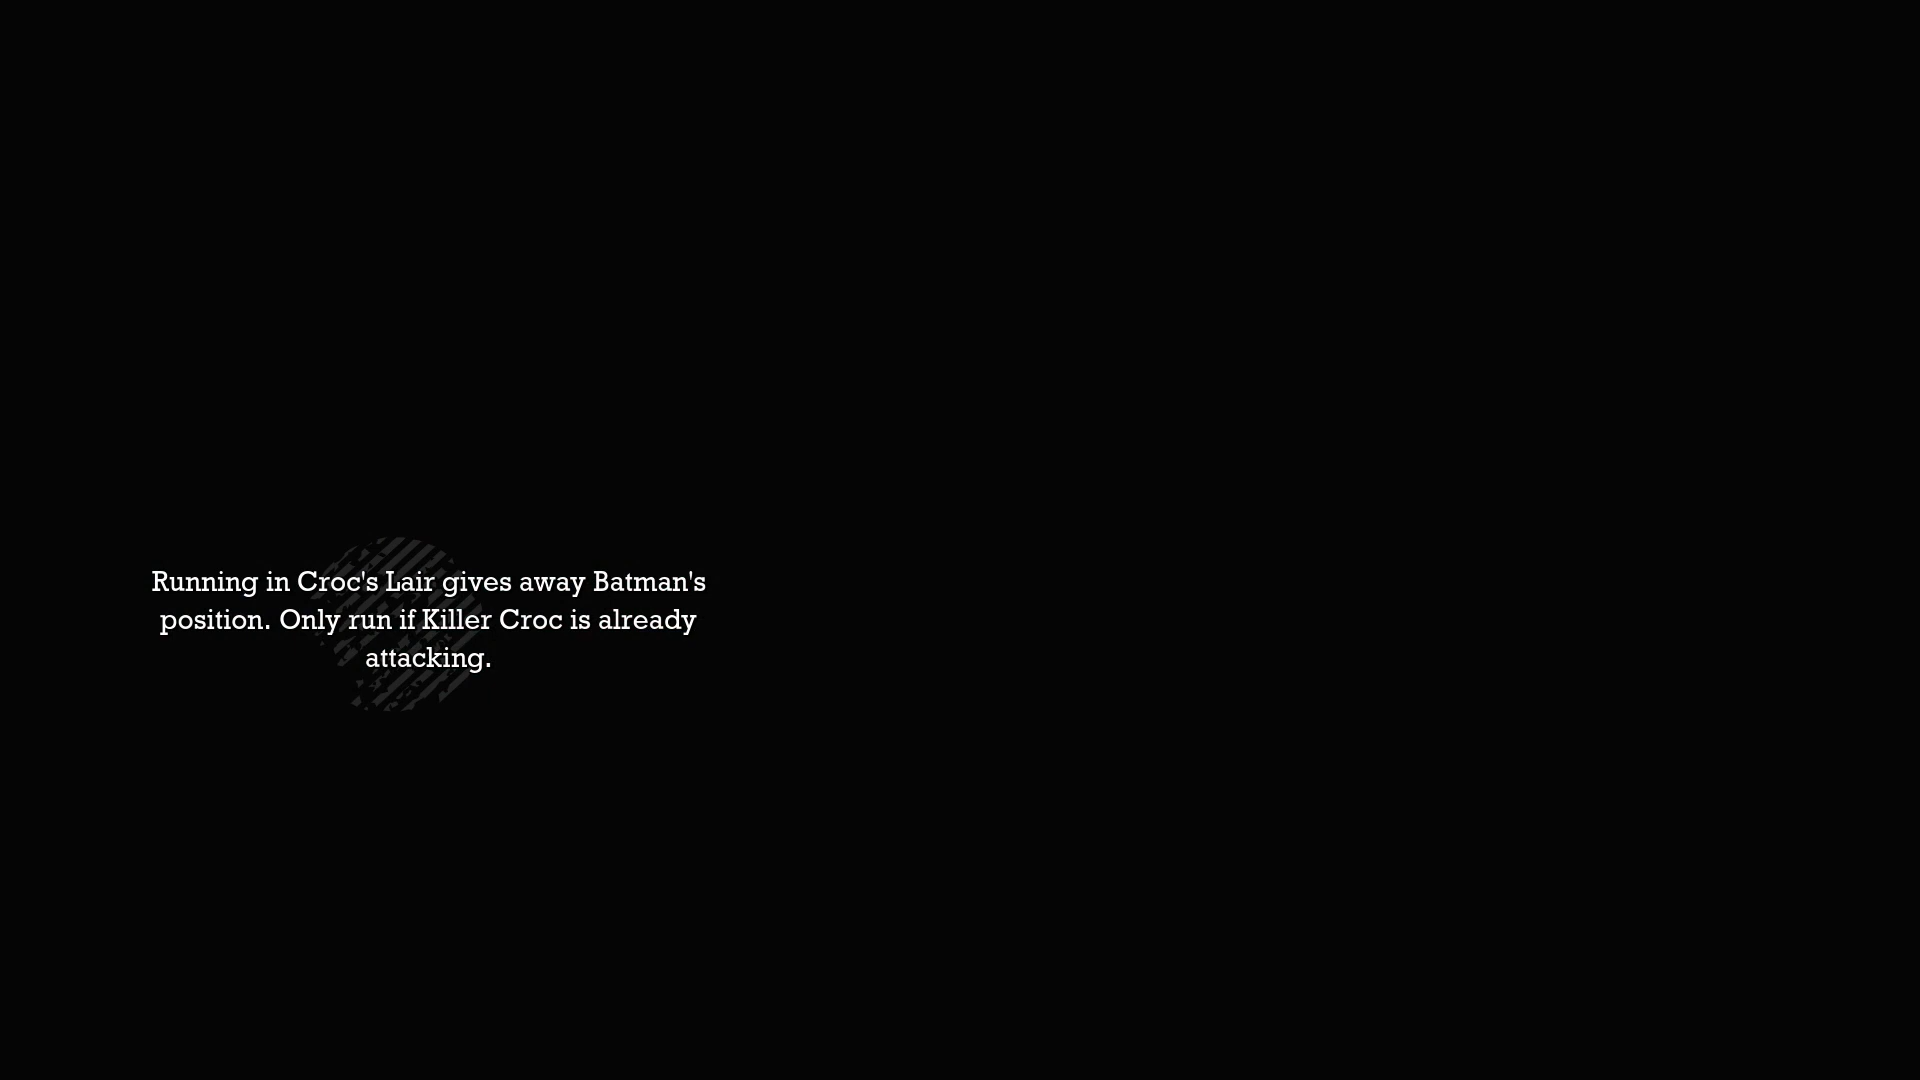 Running in Croc's Lair gives away Batman's
position. Only run if Killer Croc is already
attacking.